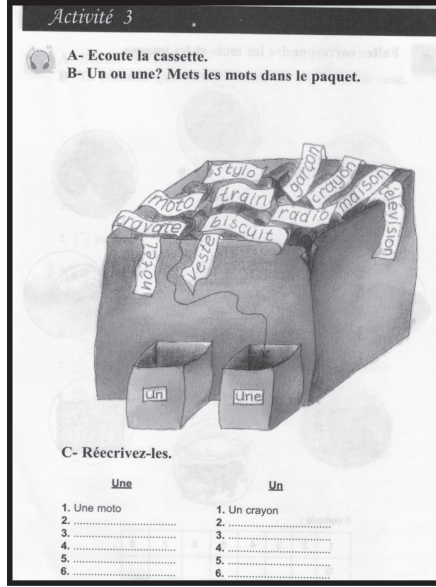 Activité 3
A- Ecoute la cassette.
B- Un ou une? Mets les mots dans le paquet.
stylo
garçon
crayon
maison
télévision
moto
train
radio
cravate
biscuit
hôtel
veste
un
une
C- Réecrivez-les.
Une Un
1. Une moto 1. Un crayon
2. .............................. 2. ..............................
3. .............................. 3. ..............................
4. .............................. 4. ..............................
5. .............................. 5. ..............................
6. .............................. 6. ..............................